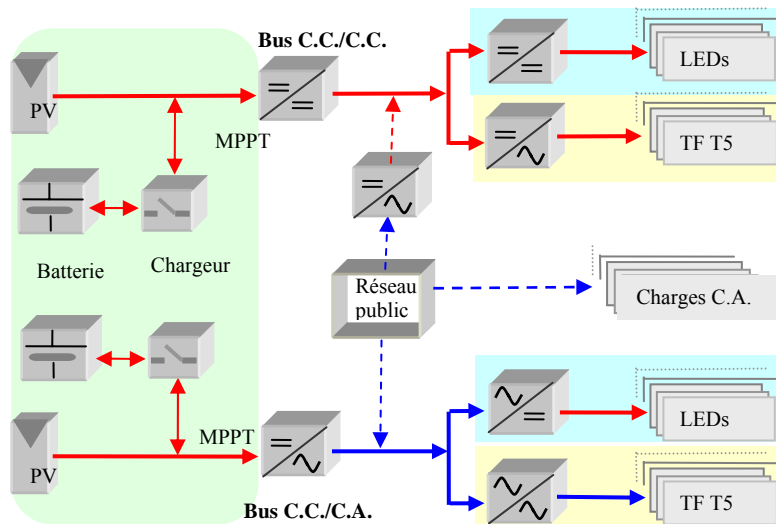 Bus C.C./C.C.
PV
LEDs
MPPT
TF T5
Batterie
Chargeur
Réseau
public
Charges C.A.
MPPT
LEDs
PV
Bus C.C./C.A.
TF T5